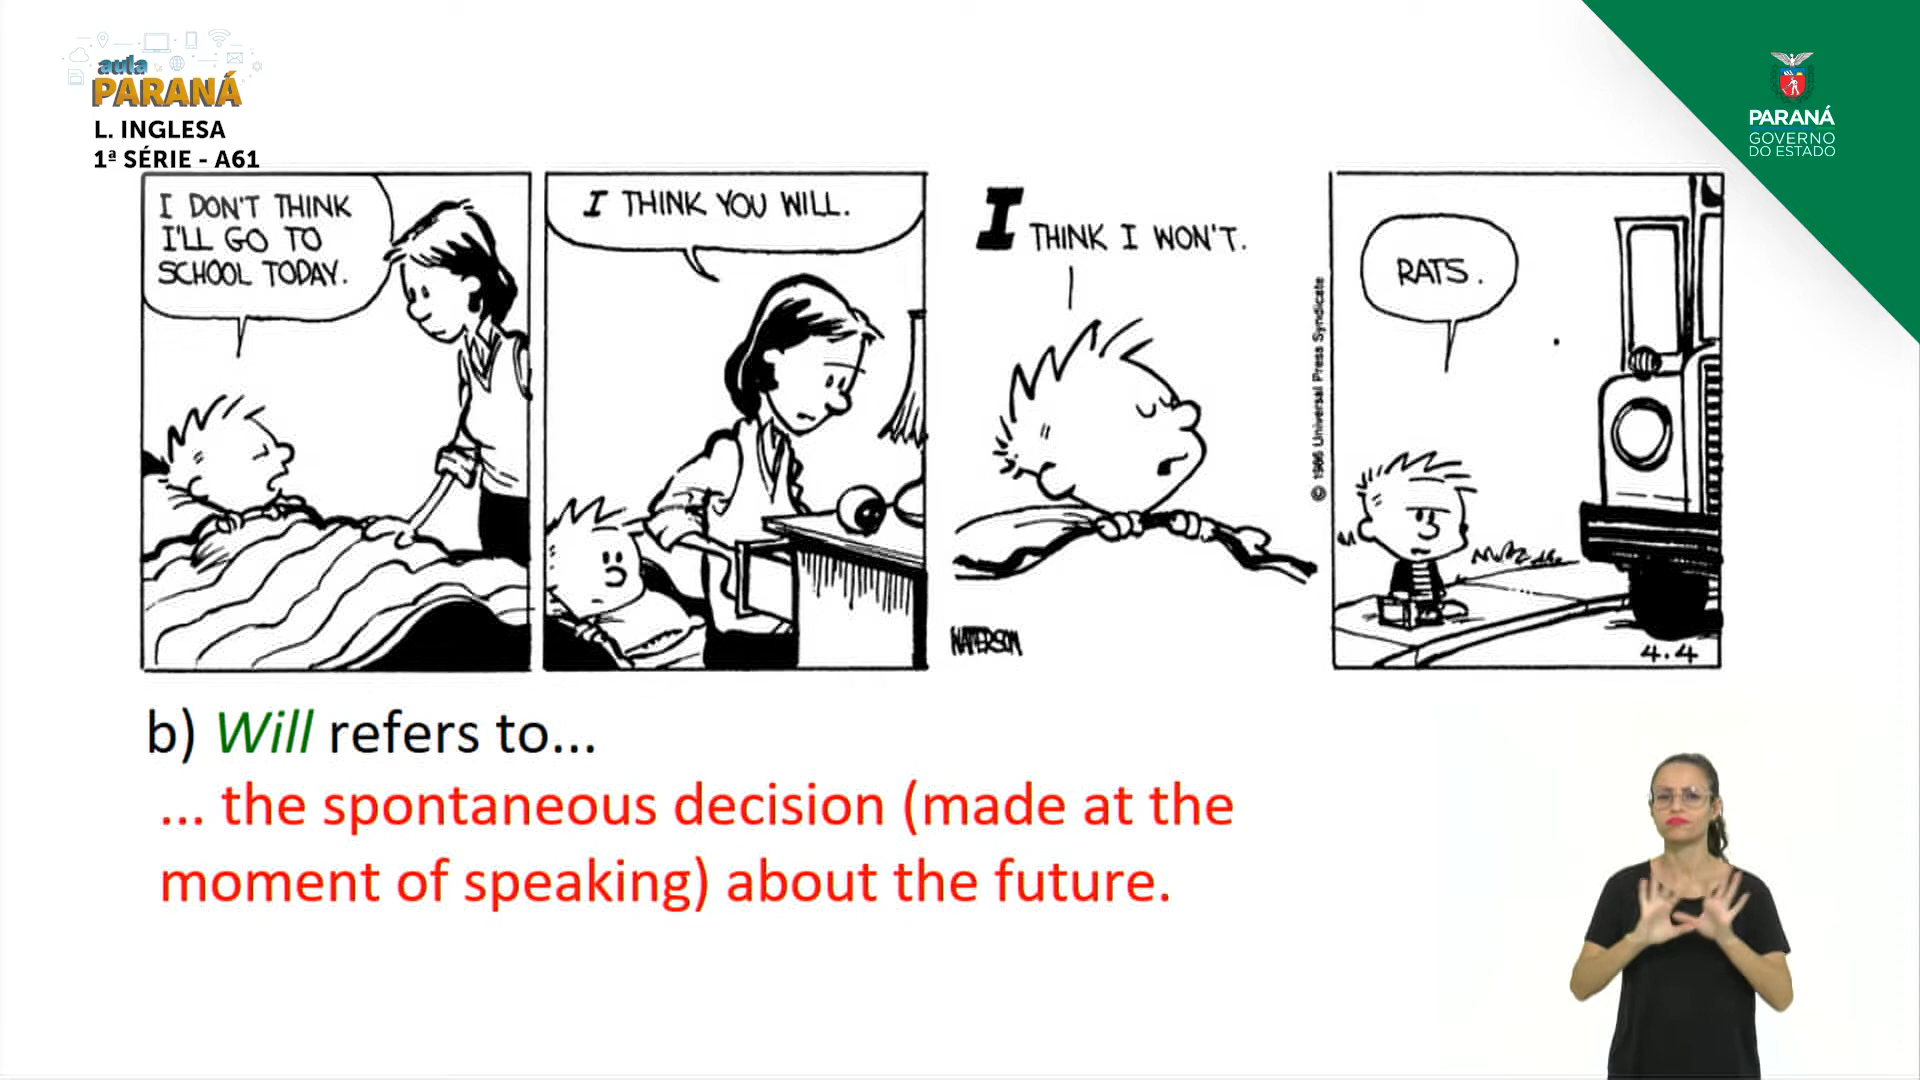 aula
PARANÁ
L. INGLESA
1ª SÉRIE - A61
PARANÁ
GOVERNO
DO ESTADO
I DON'T THINK
I'LL GO TO
SCHOOL TODAY.
I THINK YOU WILL.
I THINK I WON'T.
RATS.
© 1986 Universal Press Syndicate
WATTERSON
4.4
b) Will refers to...
... the spontaneous decision (made at the
moment of speaking) about the future.